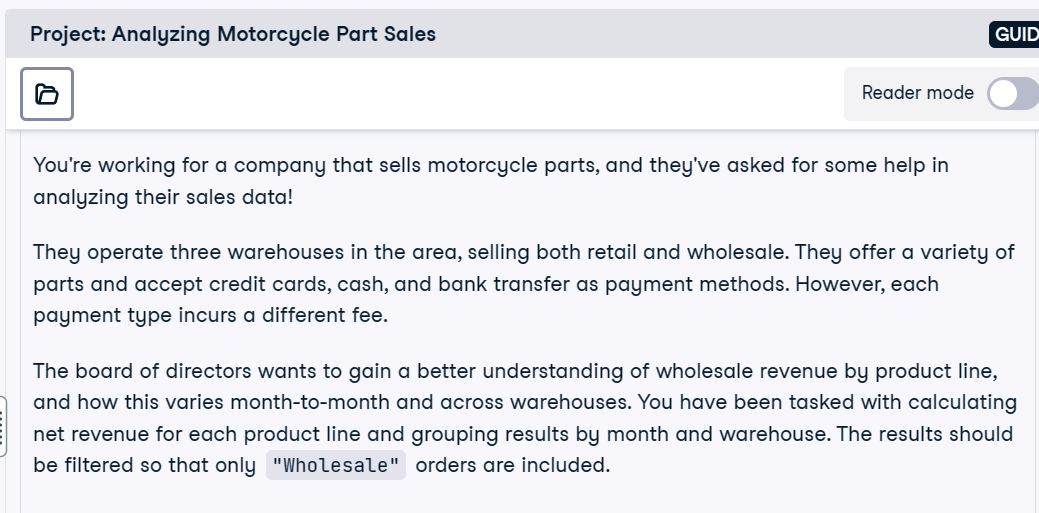 Project: Analyzing Motorcycle Part Sales
GUID
Reader mode
You're working for a company that sells motorcycle parts, and they've asked for some help in
analyzing their sales data!
They operate three warehouses in the area, selling both retail and wholesale. They offer a variety of
parts and accept credit cards, cash, and bank transfer as payment methods. However, each
payment type incurs a different fee.
The board of directors wants to gain a better understanding of wholesale revenue by product line,
and how this varies month-to-month and across warehouses. You have been tasked with calculating
net revenue for each product line and grouping results by month and warehouse. The results should
be filtered so that only "Wholesale" orders are included.